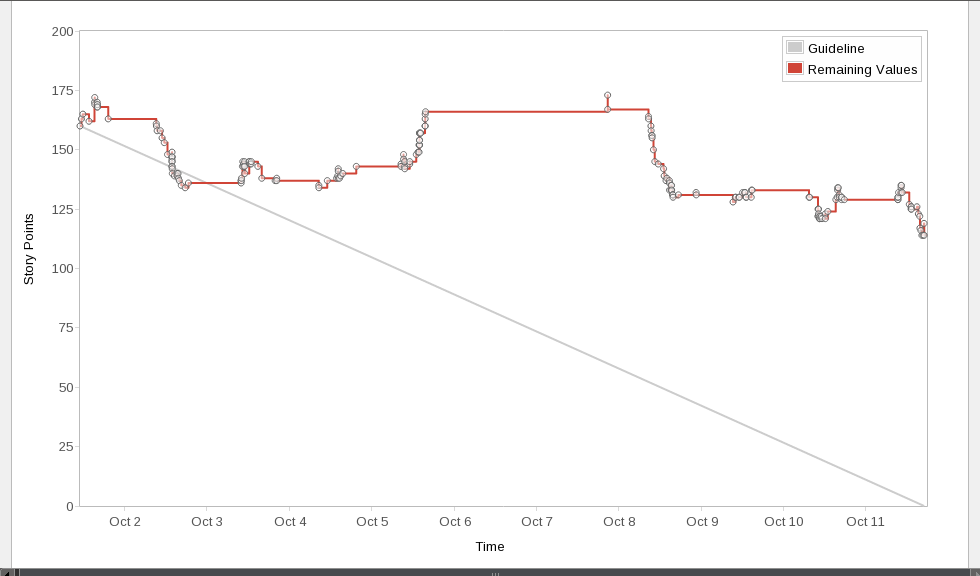 200
Guideline
Remaining Values
175
150
125
100
75
50
25
0
Story Points
Oct 2 Oct 3 Oct 4 Oct 5 Oct 6 Oct 7 Oct 8 Oct 9 Oct 10 Oct 11
Time